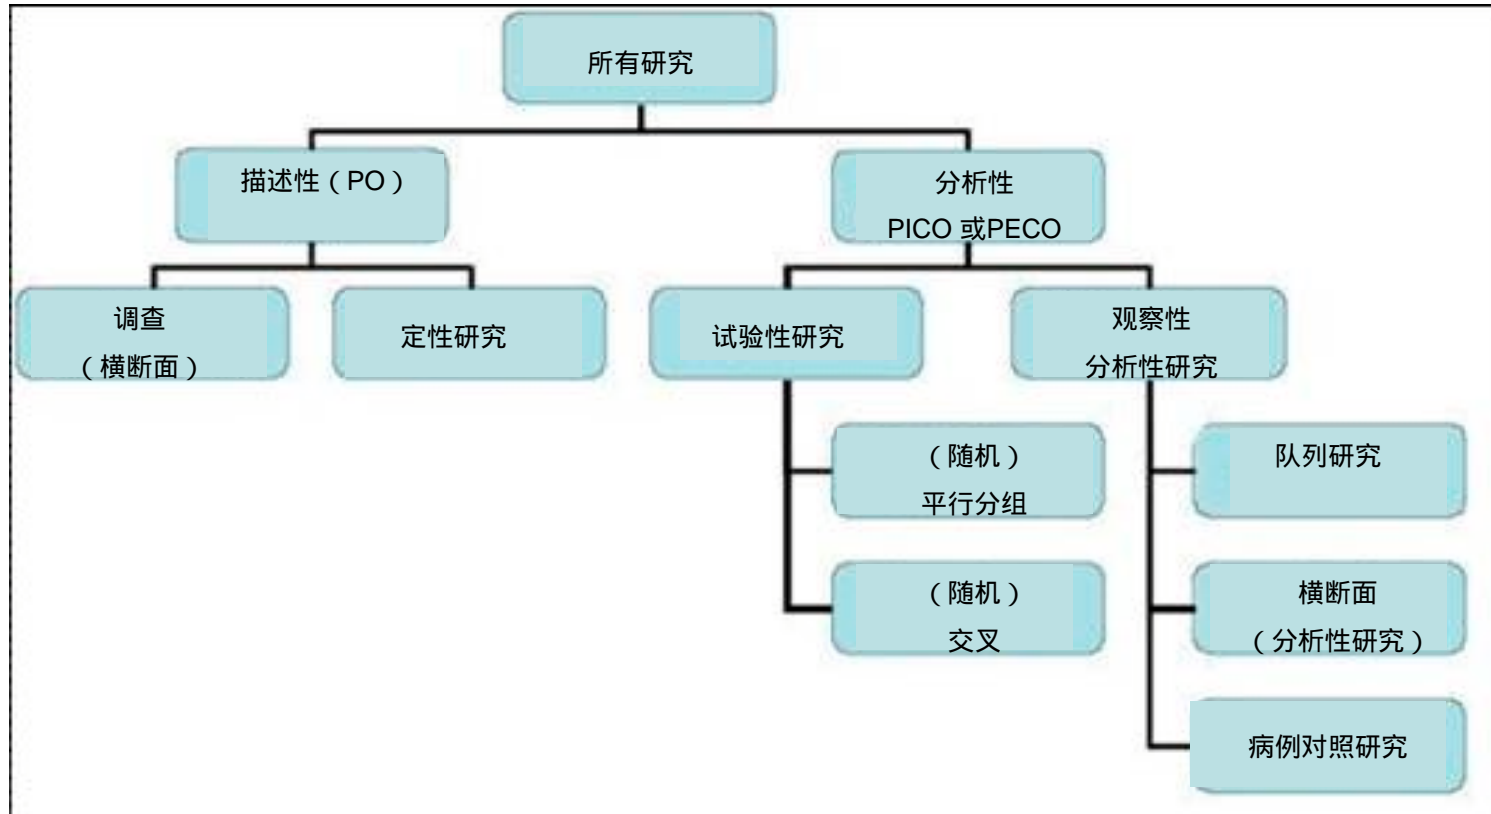 所有研究
描述性（PO）
分析性
PICO 或PECO
调查
（横断面）
定性研究
试验性研究
观察性
分析性研究
（随机）
平行分组
队列研究
（随机）
交叉
横断面
（分析性研究）
病例对照研究